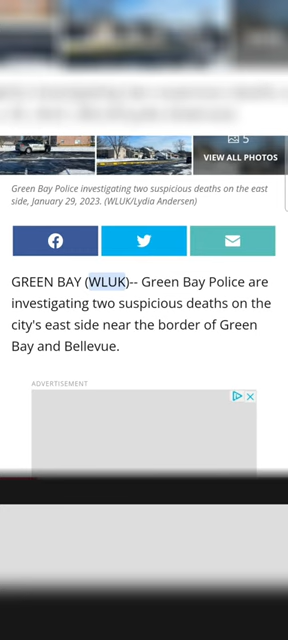 5
VIEW ALL PHOTOS
Green Bay Police investigating two suspicious deaths on the east
side, January 29, 2023. (WLUK/Lydia Andersen)
GREEN BAY (WLUK)-- Green Bay Police are
investigating two suspicious deaths on the
city's east side near the border of Green
Bay and Bellevue.
ADVERTISEMENT